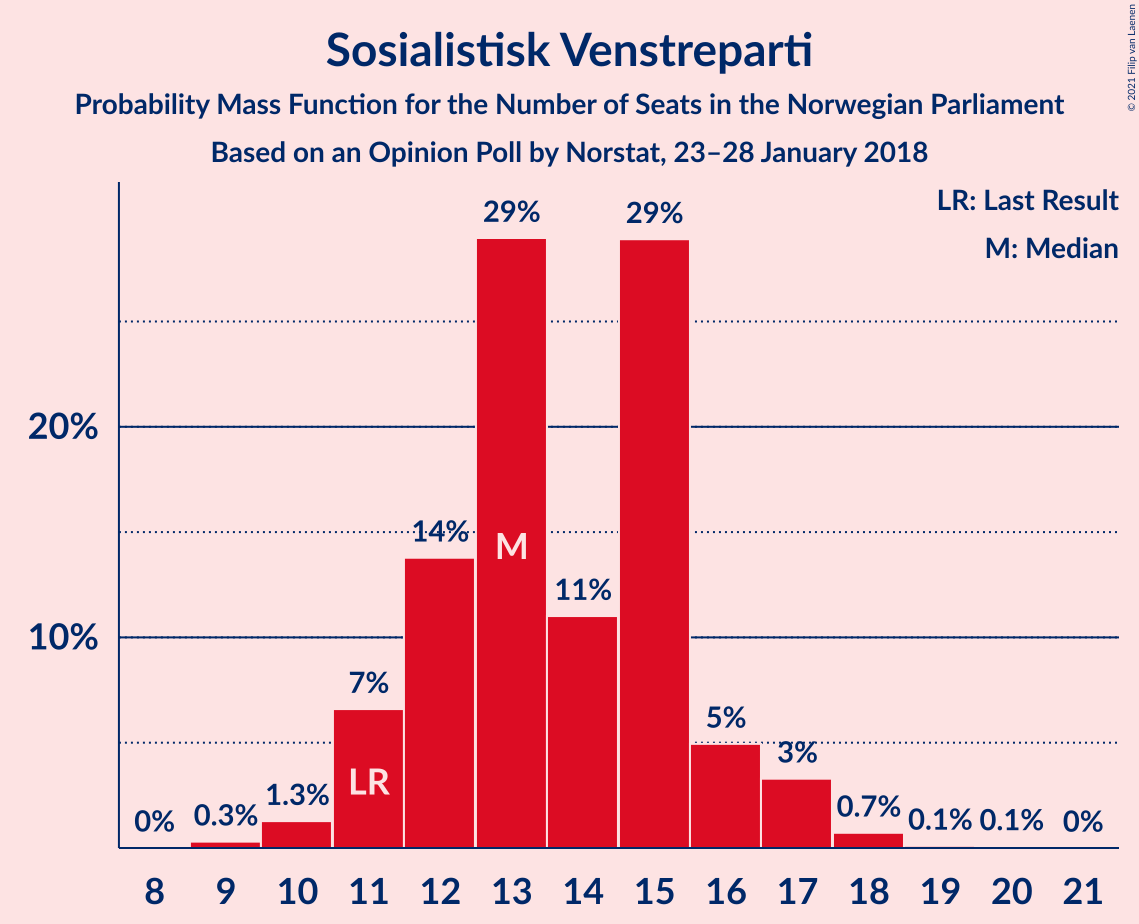 Sosialistisk Venstreparti
Probability Mass Function for the Number of Seats in the Norwegian Parliament
Based on an Opinion Poll by Norstat, 23–28 January 2018
© 2021 Filip van Laenen
LR: Last Result
M: Median
20%
10%
0%
0.3%
1.3%
7%
14%
29%
11%
29%
5%
3%
0.7%
0.1%
0.1%
0%
LR
M
8 9 10 11 12 13 14 15 16 17 18 19 20 21